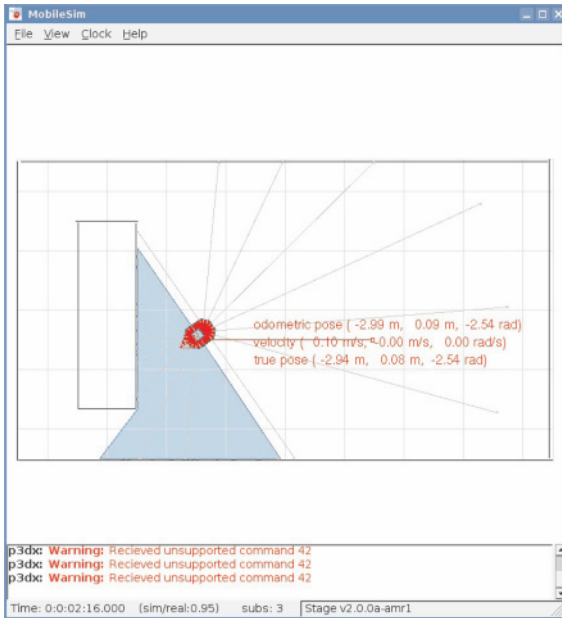 MobileSim
File View Clock Help
odometric pose ( -2.99 m, 0.09 m, -2.54 rad)
velocity ( 0.10 m/s, -0.00 m/s, 0.00 rad/s)
true pose ( -2.94 m, 0.08 m, -2.54 rad)
p3dx: Warning: Recieved unsupported command 42
p3dx: Warning: Recieved unsupported command 42
p3dx: Warning: Recieved unsupported command 42
Time: 0:0:02:16.000 (sim/real:0.95) subs: 3 Stage v2.0.0a-amr1